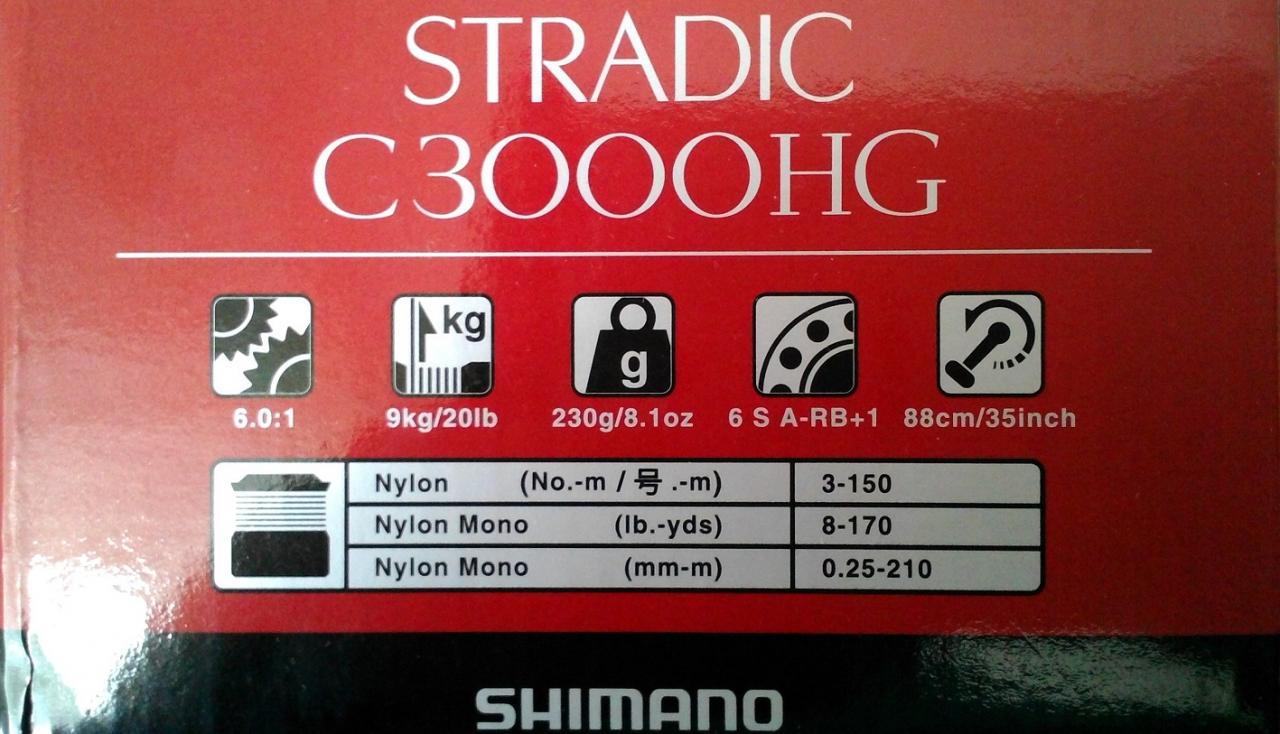 STRADIC
C3000HG
kg
g
6.0:1 9kg/20lb 230g/8.1oz 6 S A-RB+1 88cm/35inch
Nylon (No.-m / 号 .-m) 3-150
Nylon Mono (lb.-yds) 8-170
Nylon Mono (mm-m) 0.25-210
SHIMANO